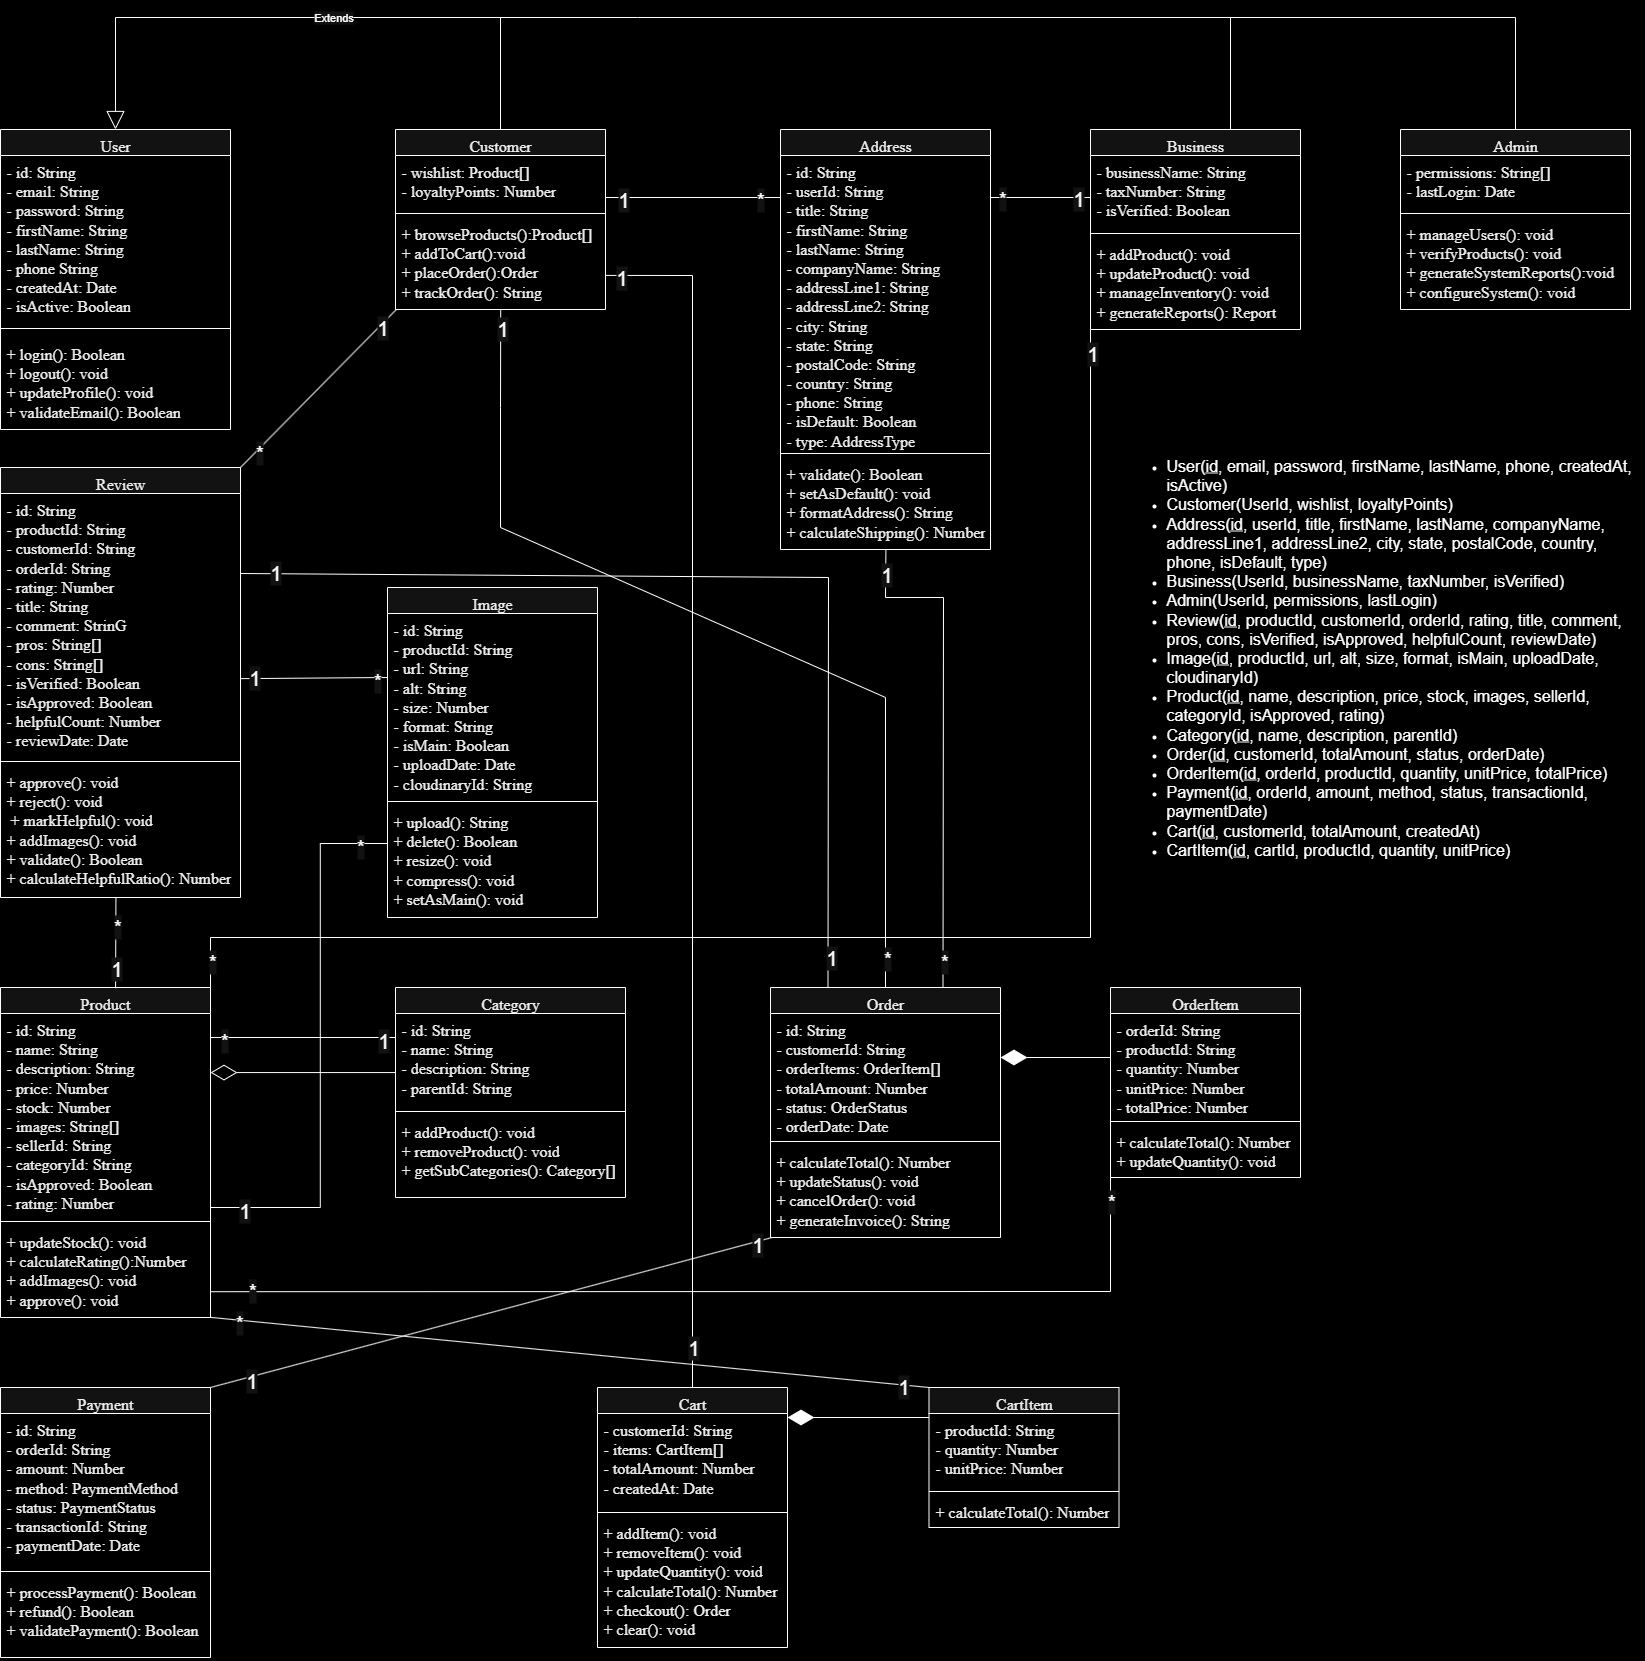 Extends
User
- id: String
- email: String
- password: String
- firstName: String
- lastName: String
- phone String
- createdAt: Date
- isActive: Boolean
+ login(): Boolean
+ logout(): void
+ updateProfile(): void
+ validateEmail(): Boolean
Customer
- wishlist: Product[]
- loyaltyPoints: Number
+ browseProducts():Product[]
+ addToCart():void
+ placeOrder():Order
+ trackOrder(): String
1
*
1
1
1
*
Address
- id: String
- userId: String
- title: String
- firstName: String
- lastName: String
- companyName: String
- addressLine1: String
- addressLine2: String
- city: String
- state: String
- postalCode: String
- country: String
- phone: String
- isDefault: Boolean
- type: AddressType
+ validate(): Boolean
+ setAsDefault(): void
+ formatAddress(): String
+ calculateShipping(): Number
*
1
1
Business
- businessName: String
- taxNumber: String
- isVerified: Boolean
+ addProduct(): void
+ updateProduct(): void
+ manageInventory(): void
+ generateReports(): Report
1
Admin
- permissions: String[]
- lastLogin: Date
+ manageUsers(): void
+ verifyProducts(): void
+ generateSystemReports():void
+ configureSystem(): void
• User(id, email, password, firstName, lastName, phone, createdAt,
isActive)
• Customer(UserId, wishlist, loyaltyPoints)
• Address(id, userId, title, firstName, lastName, companyName,
addressLine1, addressLine2, city, state, postalCode, country,
phone, isDefault, type)
• Business(UserId, businessName, taxNumber, isVerified)
• Admin(UserId, permissions, lastLogin)
• Review(id, productId, customerId, orderId, rating, title, comment,
pros, cons, isVerified, isApproved, helpfulCount, reviewDate)
• Image(id, productId, url, alt, size, format, isMain, uploadDate,
cloudinaryId)
• Product(id, name, description, price, stock, images, sellerId,
categoryId, isApproved, rating)
• Category(id, name, description, parentId)
• Order(id, customerId, totalAmount, status, orderDate)
• OrderItem(id, orderId, productId, quantity, unitPrice, totalPrice)
• Payment(id, orderId, amount, method, status, transactionId,
paymentDate)
• Cart(id, customerId, totalAmount, createdAt)
• CartItem(id, cartId, productId, quantity, unitPrice)
Review
- id: String
- productId: String
- customerId: String
- orderId: String
- rating: Number
- title: String
- comment: StrinG
- pros: String[]
- cons: String[]
- isVerified: Boolean
- isApproved: Boolean
- helpfulCount: Number
- reviewDate: Date
+ approve(): void
+ reject(): void
+ markHelpful(): void
+ addImages(): void
+ validate(): Boolean
+ calculateHelpfulRatio(): Number
1
1
*
*
1
Image
- id: String
- productId: String
- url: String
- alt: String
- size: Number
- format: String
- isMain: Boolean
- uploadDate: Date
- cloudinaryId: String
+ upload(): String
+ delete(): Boolean
+ resize(): void
+ compress(): void
+ setAsMain(): void
*
*
1
*
*
Product
- id: String
- name: String
- description: String
- price: Number
- stock: Number
- images: String[]
- sellerId: String
- categoryId: String
- isApproved: Boolean
- rating: Number
+ updateStock(): void
+ calculateRating():Number
+ addImages(): void
+ approve(): void
*
1
1
*
*
Category
- id: String
- name: String
- description: String
- parentId: String
+ addProduct(): void
+ removeProduct(): void
+ getSubCategories(): Category[]
Order
- id: String
- customerId: String
- orderItems: OrderItem[]
- totalAmount: Number
- status: OrderStatus
- orderDate: Date
+ calculateTotal(): Number
+ updateStatus(): void
+ cancelOrder(): void
+ generateInvoice(): String
1
OrderItem
- orderId: String
- productId: String
- quantity: Number
- unitPrice: Number
- totalPrice: Number
+ calculateTotal(): Number
+ updateQuantity(): void
*
1
1
1
Payment
- id: String
- orderId: String
- amount: Number
- method: PaymentMethod
- status: PaymentStatus
- transactionId: String
- paymentDate: Date
+ processPayment(): Boolean
+ refund(): Boolean
+ validatePayment(): Boolean
Cart
- customerId: String
- items: CartItem[]
- totalAmount: Number
- createdAt: Date
+ addItem(): void
+ removeItem(): void
+ updateQuantity(): void
+ calculateTotal(): Number
+ checkout(): Order
+ clear(): void
CartItem
- productId: String
- quantity: Number
- unitPrice: Number
+ calculateTotal(): Number